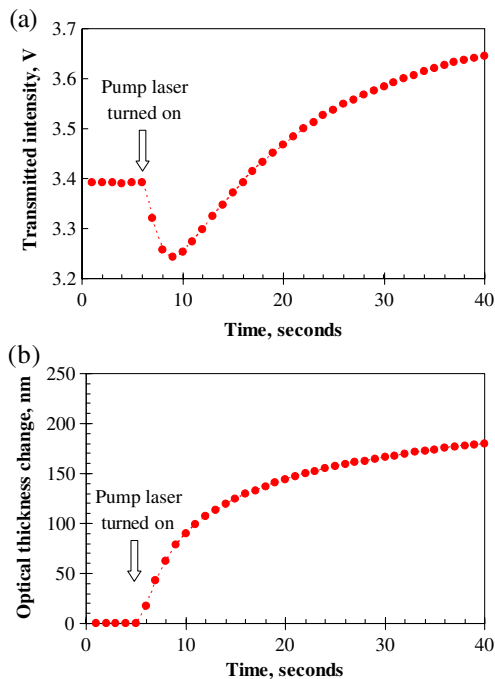 (a)
Transmitted intensity, V
3.7
3.6
3.5
3.4
3.3
3.2
Pump laser
turned on
0
10
20
30
40
Time, seconds
(b)
Optical thickness change, nm
250
200
150
100
50
0
Pump laser
turned on
0
10
20
30
40
Time, seconds